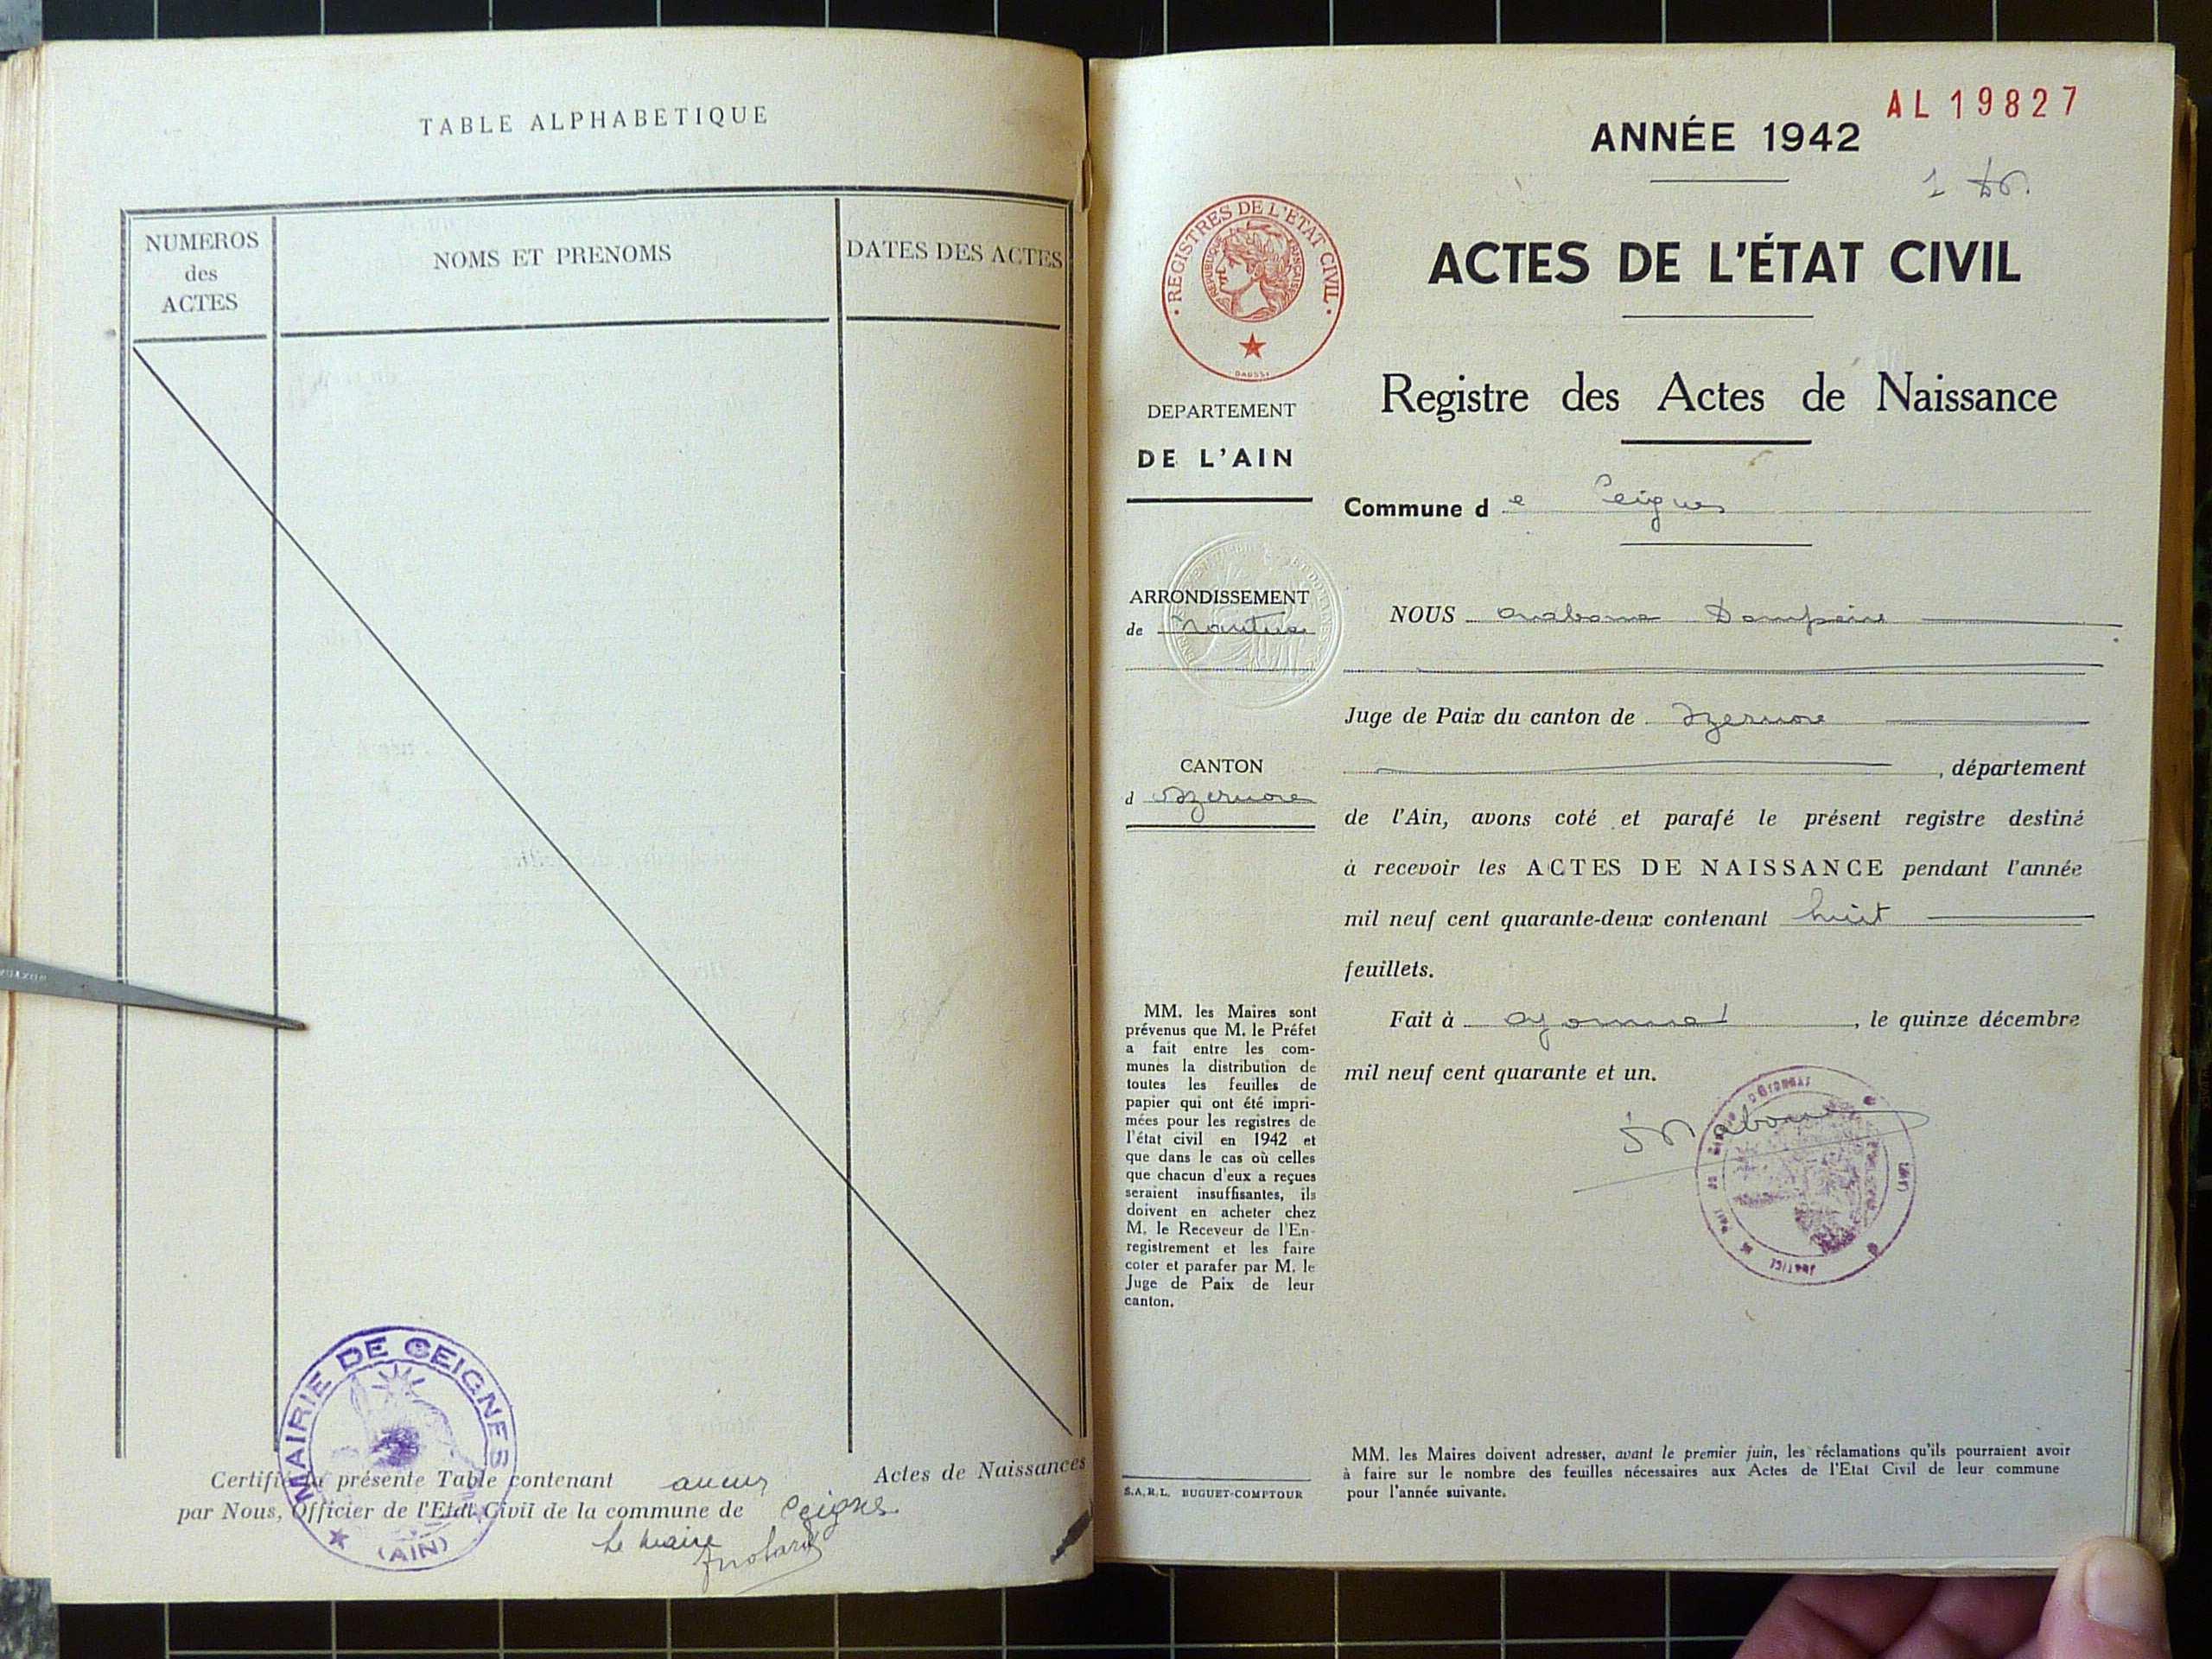 TABLE ALPHABETIQUE
NUMEROS
des
ACTES
NOMS ET PRENOMS
DATES DES ACTES
MAIRIE DE CEIGNES
(AIN)
Certifié la présente Table contenant aucun Actes de Naissances
par Nous, Officier de l'Etat Civil de la commune de Ceignes
Le Maire
AL 19827
ANNÉE 1942
ACTES DE L'ÉTAT CIVIL
Registre des Actes de Naissance
REGISTRES DE L'ETAT CIVIL
REPUBLIQUE FRANÇAISE
DEPARTEMENT
DE L'AIN
Commune de Ceignes
ARRONDISSEMENT
de Nantua
CANTON
d Izernore
NOUS
Juge de Paix du canton de Izernore
, département
de l'Ain, avons coté et parafé le présent registre destiné
à recevoir les ACTES DE NAISSANCE pendant l'année
mil neuf cent quarante-deux contenant huit
feuillets.
Fait à Oyonnax, le quinze décembre
mil neuf cent quarante et un.
MM. les Maires sont
prévenus que M. le Préfet
a fait entre les com-
munes la distribution de
toutes les feuilles de
papier qui ont été impri-
mées pour les registres de
l'état civil en 1942 et
que dans le cas où celles
que chacun d'eux a reçues
seraient insuffisantes, ils
doivent en acheter chez
M. le Receveur de l'En-
registrement et les faire
coter et parafer par M. le
Juge de Paix de leur
canton.
S.A.R.L. BUGUET-COMPTOUR
MM. les Maires doivent adresser, avant le premier juin, les réclamations qu'ils pourraient avoir
à faire sur le nombre des feuilles nécessaires aux Actes de l'Etat Civil de leur commune
pour l'année suivante.